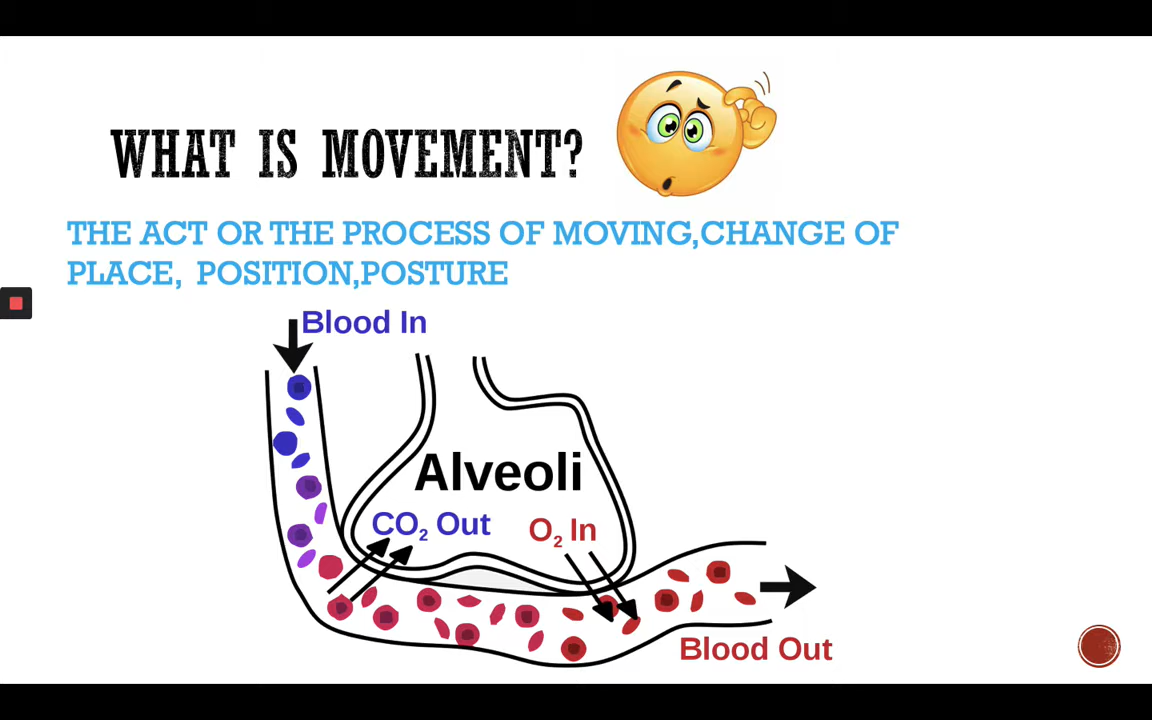 WHAT IS MOVEMENT?
THE ACT OR THE PROCESS OF MOVING,CHANGE OF
PLACE, POSITION,POSTURE
Blood In
Alveoli
CO₂ Out
O₂ In
Blood Out